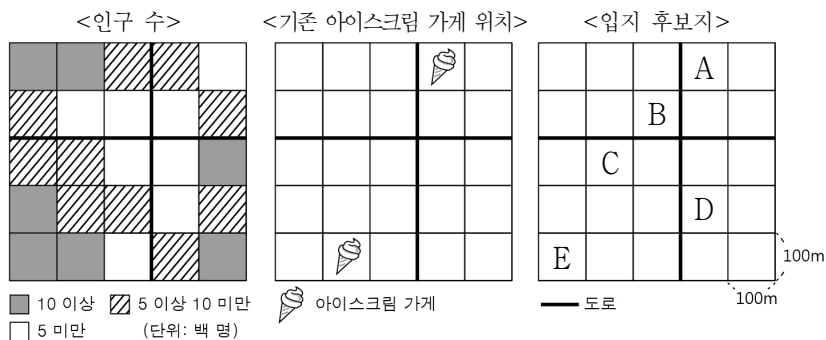 <인구 수>
<기존 아이스크림 가게 위치>
<입지 후보지>
A
B
C
D
E
100m
100m
10 이상
5 이상 10 미만
5 미만
(단위: 백 명)
아이스크림 가게
도로